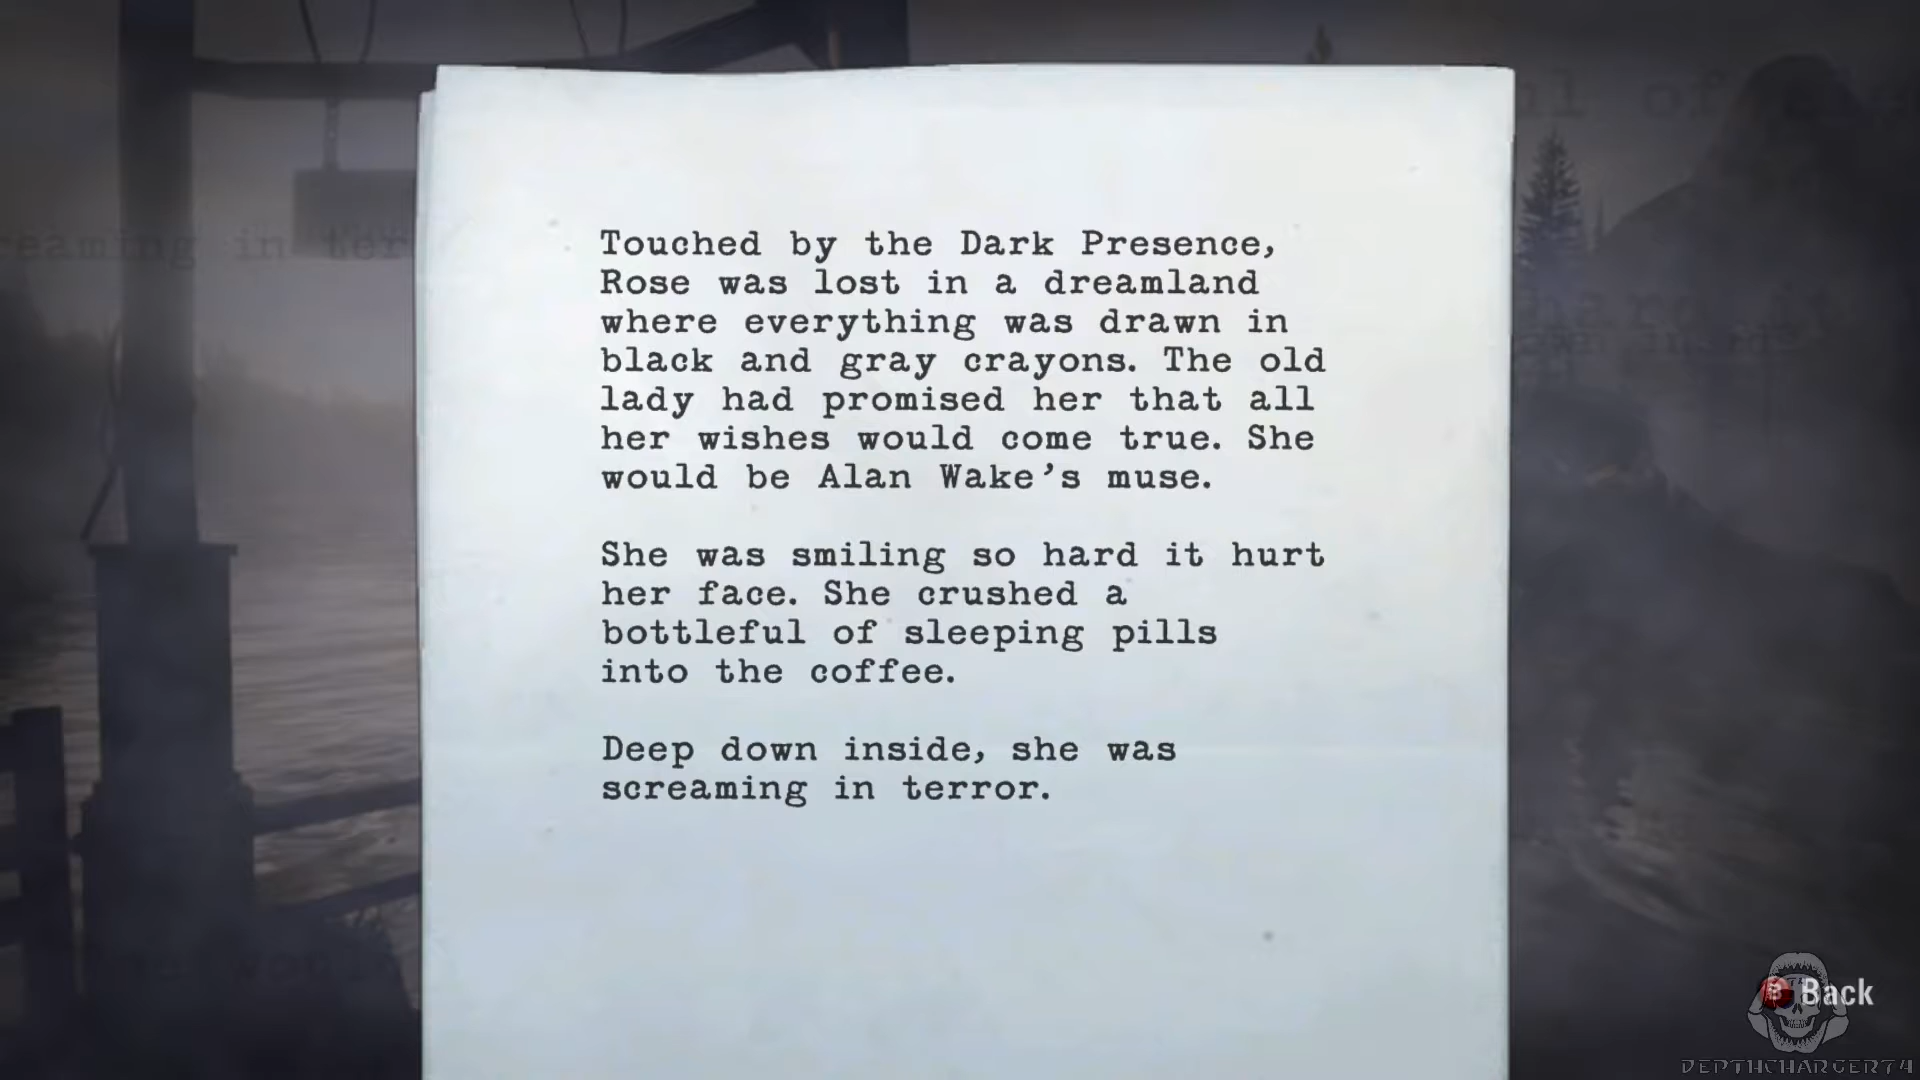 Touched by the Dark Presence,
Rose was lost in a dreamland
where everything was drawn in
black and gray crayons. The old
lady had promised her that all
her wishes would come true. She
would be Alan Wake's muse.
She was smiling so hard it hurt
her face. She crushed a
bottleful of sleeping pills
into the coffee.
Deep down inside, she was
screaming in terror.
B Back
DEPTHCHARGER74